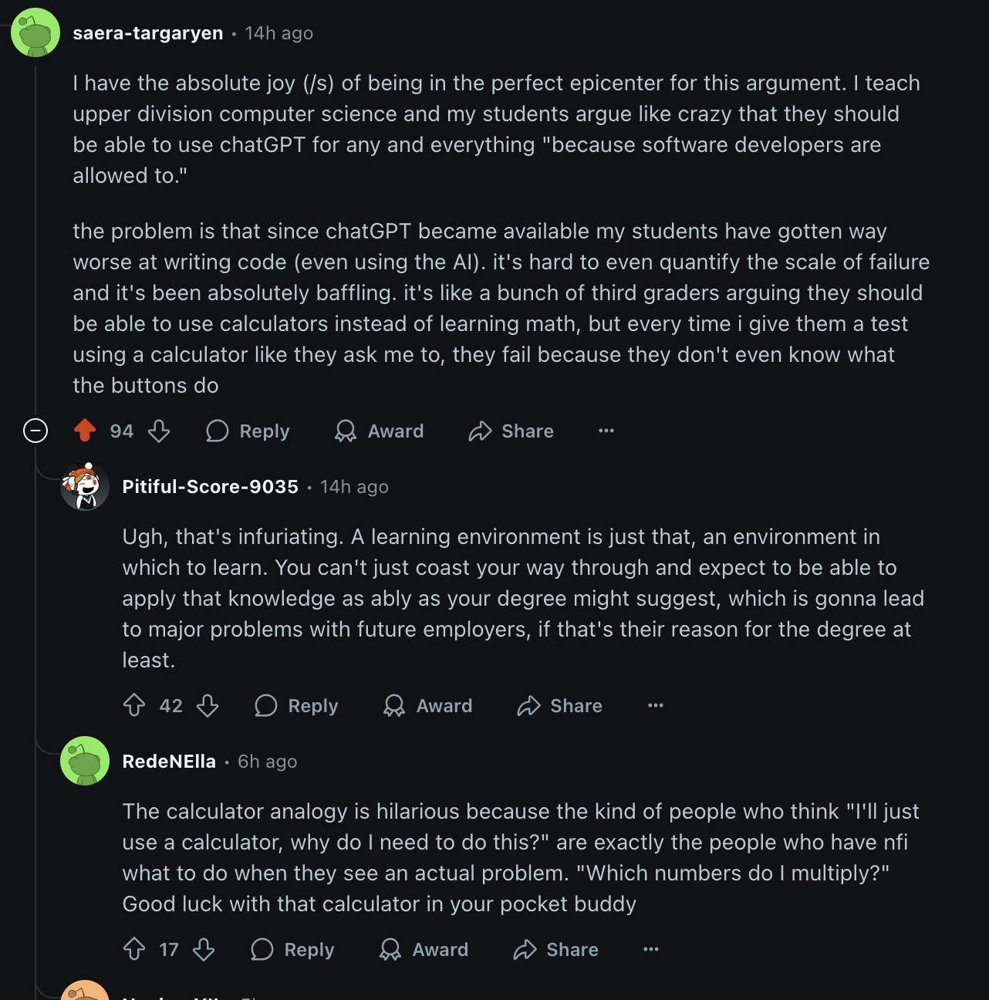 saera-targaryen • 14h ago
I have the absolute joy (/s) of being in the perfect epicenter for this argument. I teach
upper division computer science and my students argue like crazy that they should
be able to use chatGPT for any and everything "because software developers are
allowed to."
the problem is that since chatGPT became available my students have gotten way
worse at writing code (even using the AI). it's hard to even quantify the scale of failure
and it's been absolutely baffling. it's like a bunch of third graders arguing they should
be able to use calculators instead of learning math, but every time i give them a test
using a calculator like they ask me to, they fail because they don't even know what
the buttons do
94 Reply Award Share ...
Pitiful-Score-9035 • 14h ago
Ugh, that's infuriating. A learning environment is just that, an environment in
which to learn. You can't just coast your way through and expect to be able to
apply that knowledge as ably as your degree might suggest, which is gonna lead
to major problems with future employers, if that's their reason for the degree at
least.
42 Reply Award Share ...
RedeNElla • 6h ago
The calculator analogy is hilarious because the kind of people who think "I'll just
use a calculator, why do I need to do this?" are exactly the people who have nfi
what to do when they see an actual problem. "Which numbers do I multiply?"
Good luck with that calculator in your pocket buddy
17 Reply Award Share ...